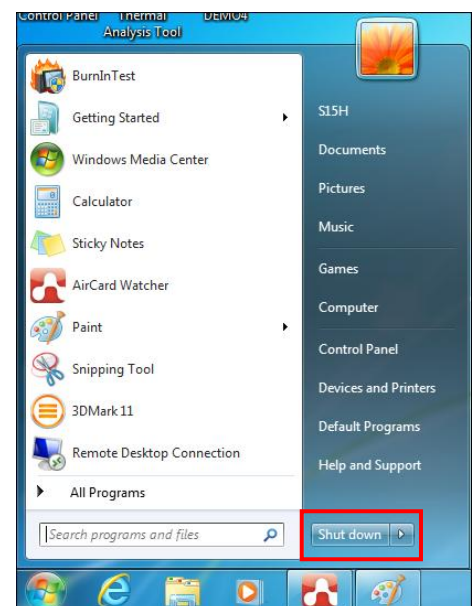 Control Panel Thermal DEMO4
Analysis Tool
BurnInTest
Getting Started
Windows Media Center
Calculator
Sticky Notes
AirCard Watcher
Paint
Snipping Tool
3DMark 11
Remote Desktop Connection
All Programs
Search programs and files
S15H
Documents
Pictures
Music
Games
Computer
Control Panel
Devices and Printers
Default Programs
Help and Support
Shut down